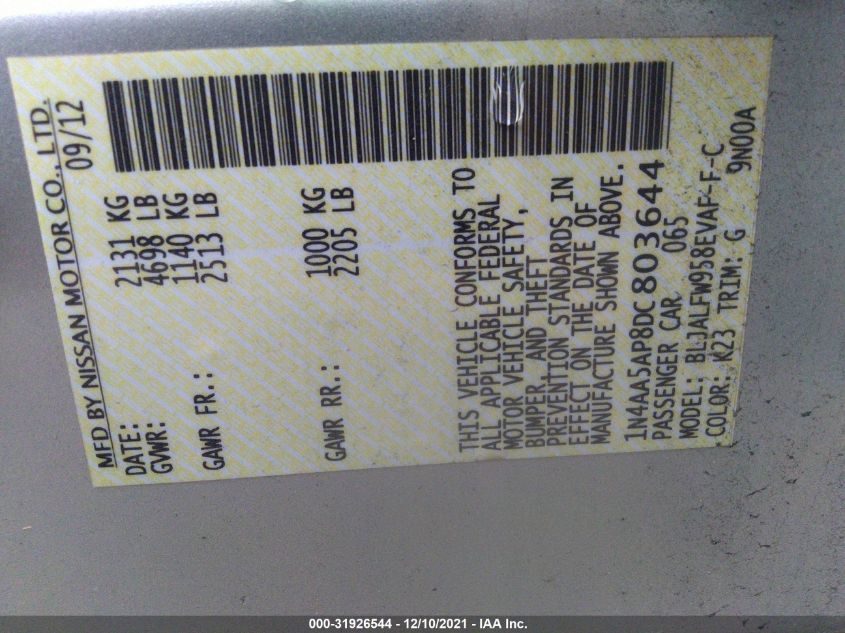 MFD BY NISSAN MOTOR CO., LTD.
DATE: 09/12
GVWR: 2131 KG
4698 LB
GAWR FR.: 1140 KG
2513 LB
GAWR RR.: 1000 KG
2205 LB
THIS VEHICLE CONFORMS TO
ALL APPLICABLE FEDERAL
MOTOR VEHICLE SAFETY,
BUMPER, AND THEFT
PREVENTION STANDARDS IN
EFFECT ON THE DATE OF
MANUFACTURE SHOWN ABOVE.
1N4AA5AP8DC803644
PASSENGER CAR 065
MODEL: BLJALFW958EVAF-F-C
COLOR: K23 TRIM: G 9N00A
000-31926544 - 12/10/2021 - IAA Inc.